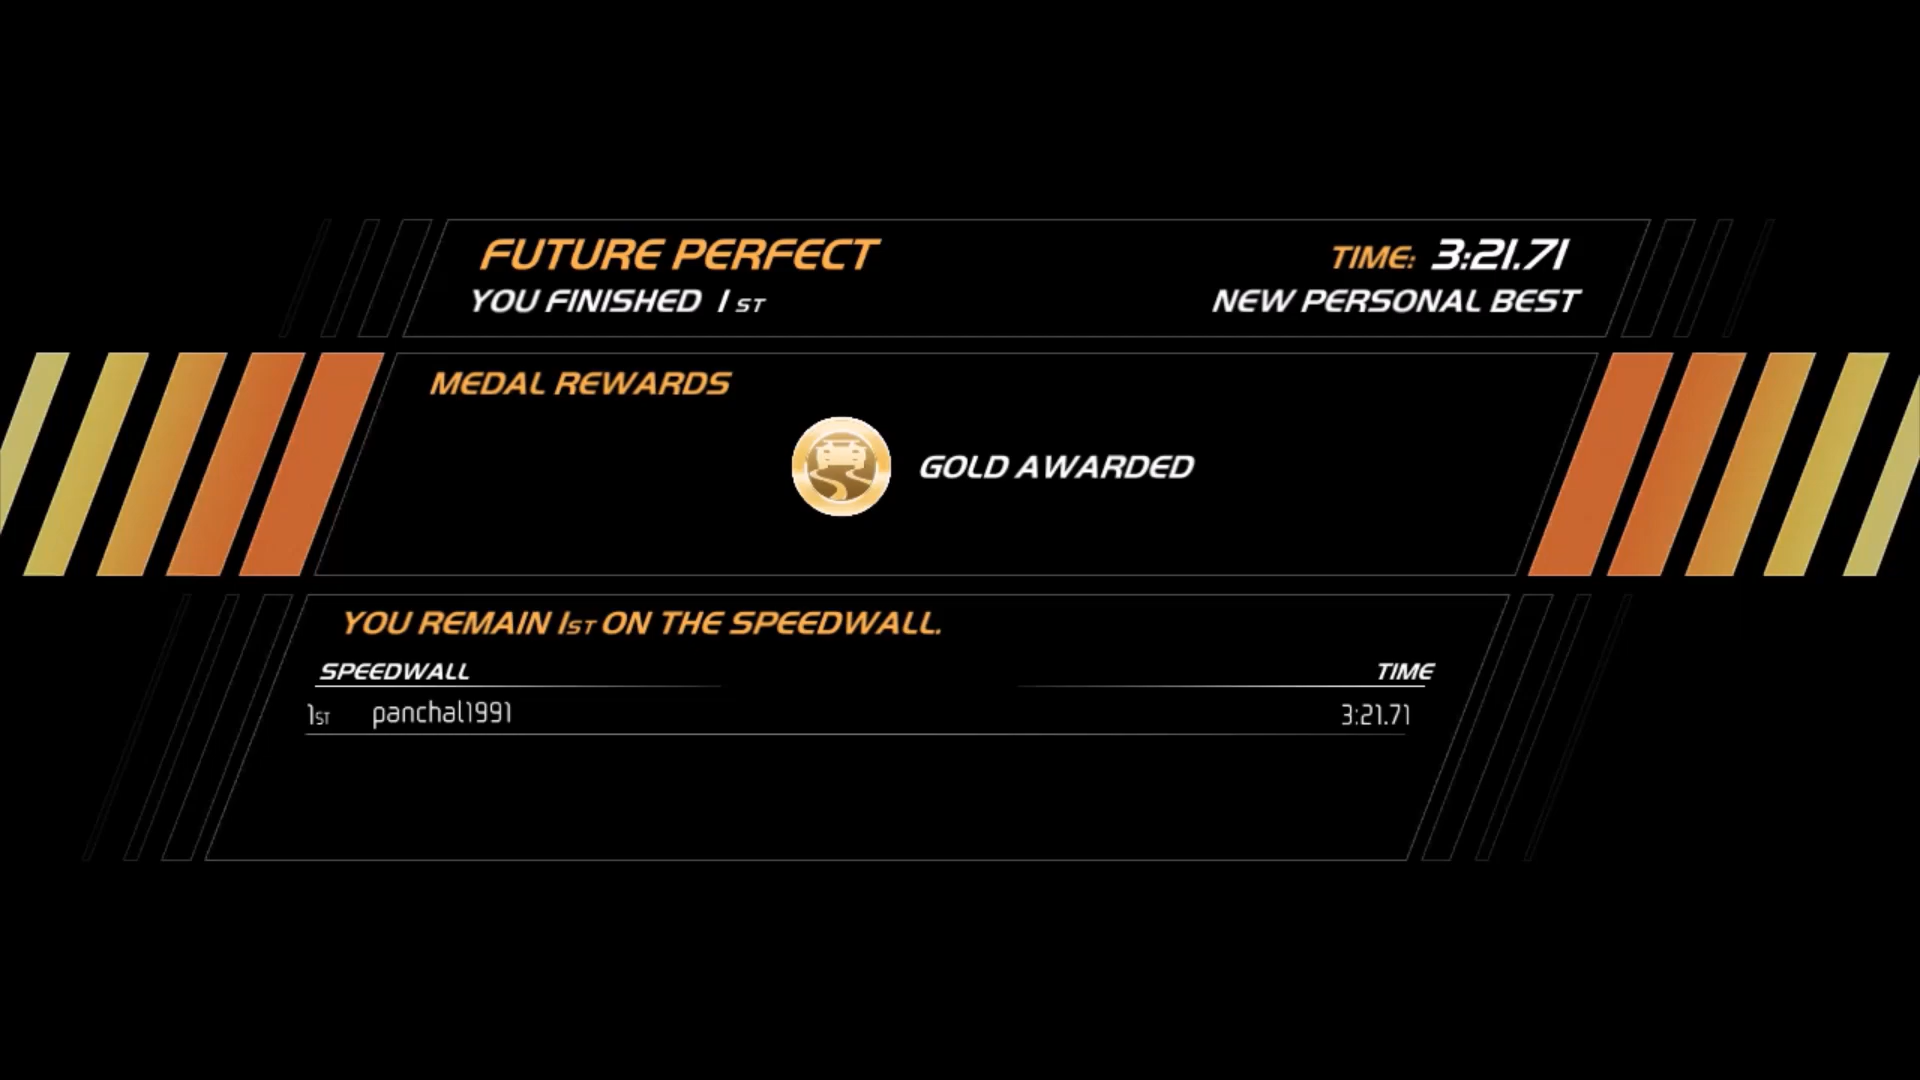 FUTURE PERFECT
TIME: 3:21.71
YOU FINISHED 1ST
NEW PERSONAL BEST
MEDAL REWARDS
GOLD AWARDED
YOU REMAIN 1ST ON THE SPEEDWALL.
SPEEDWALL TIME
1ST panchal1991 3:21.71